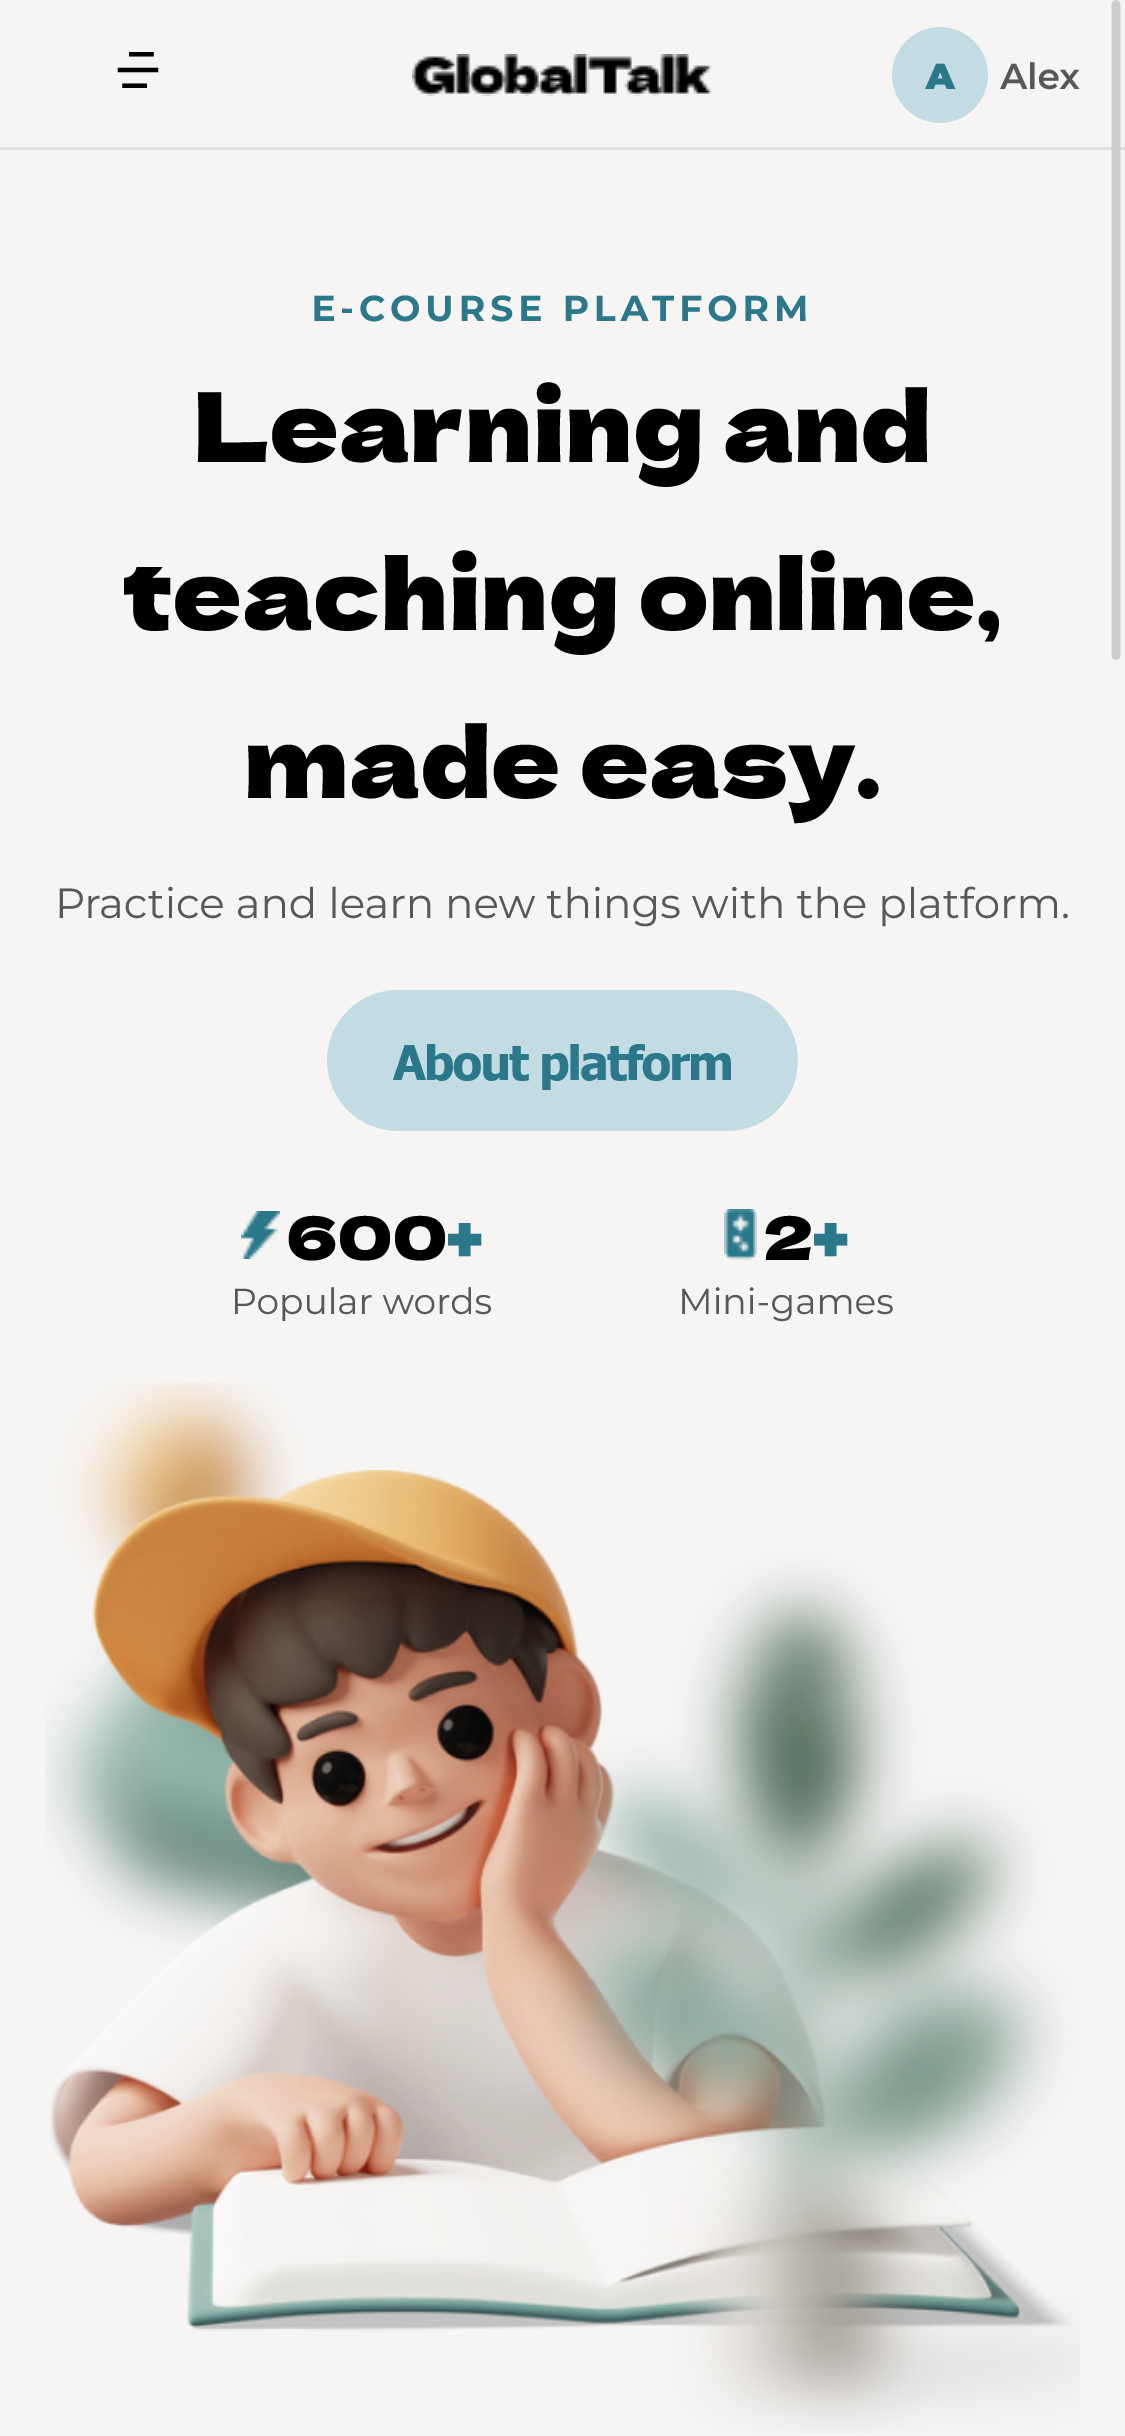 GlobalTalk
A Alex
E-COURSE PLATFORM
Learning and
teaching online,
made easy.
Practice and learn new things with the platform.
About platform
600+ 2+
Popular words Mini-games